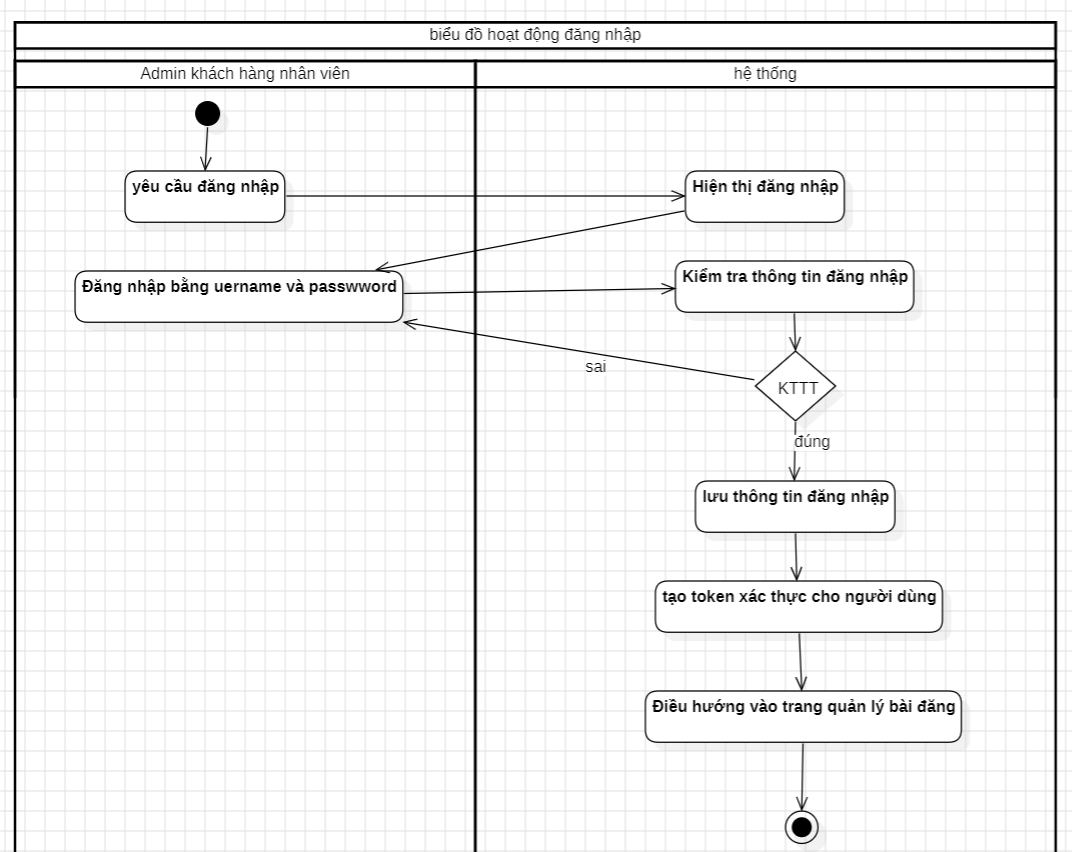 biểu đồ hoạt động đăng nhập
Admin khách hàng nhân viên
hệ thống
yêu cầu đăng nhập
Hiện thị đăng nhập
Đăng nhập bằng uername và passwword
Kiểm tra thông tin đăng nhập
sai
KTTT
đúng
lưu thông tin đăng nhập
tạo token xác thực cho người dùng
Điều hướng vào trang quản lý bài đăng